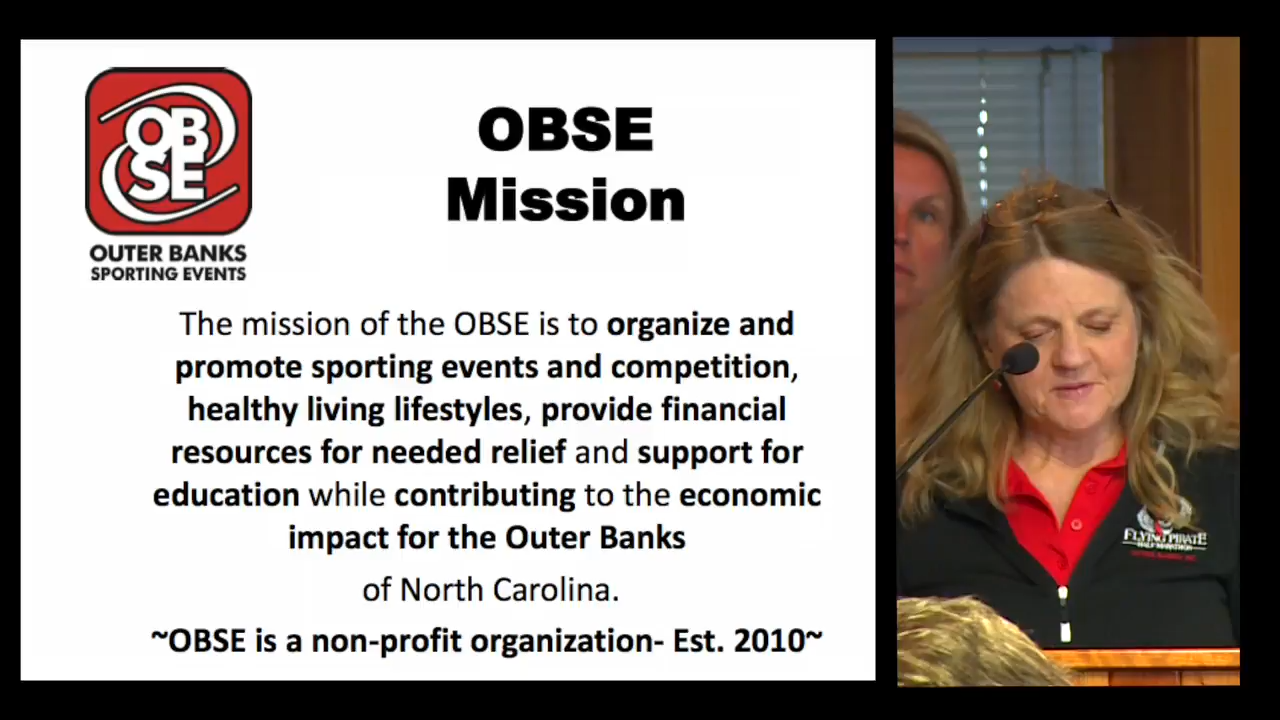 OBSE
OUTER BANKS
SPORTING EVENTS
OBSE
Mission
The mission of the OBSE is to organize and
promote sporting events and competition,
healthy living lifestyles, provide financial
resources for needed relief and support for
education while contributing to the economic
impact for the Outer Banks
of North Carolina.
~OBSE is a non-profit organization- Est. 2010~
FLYING PIRATE
HALF MARATHON